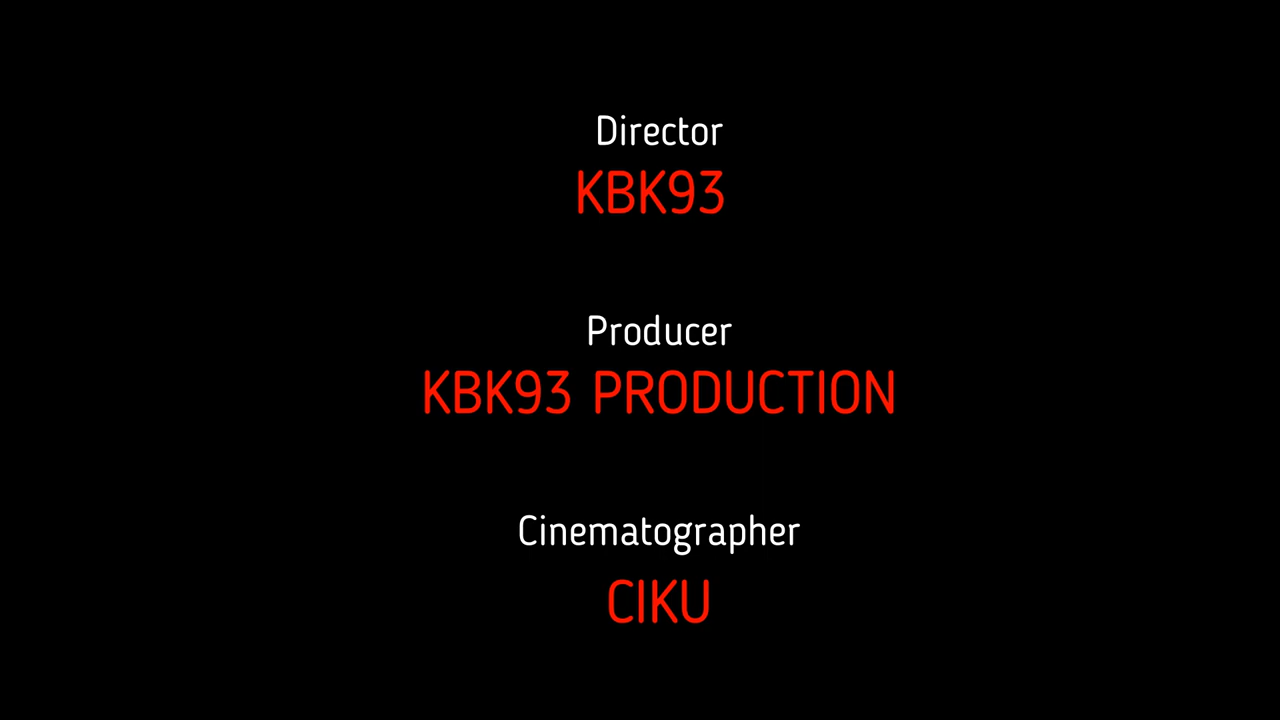 Director
KBK93
Producer
KBK93 PRODUCTION
Cinematographer
CIKU